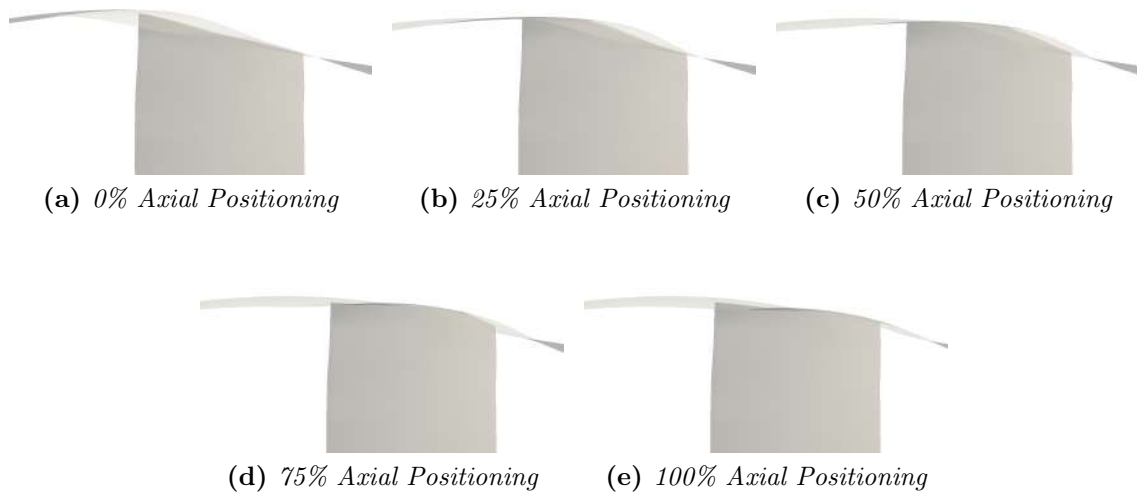 (a) 0% Axial Positioning
(b) 25% Axial Positioning
(c) 50% Axial Positioning
(d) 75% Axial Positioning
(e) 100% Axial Positioning